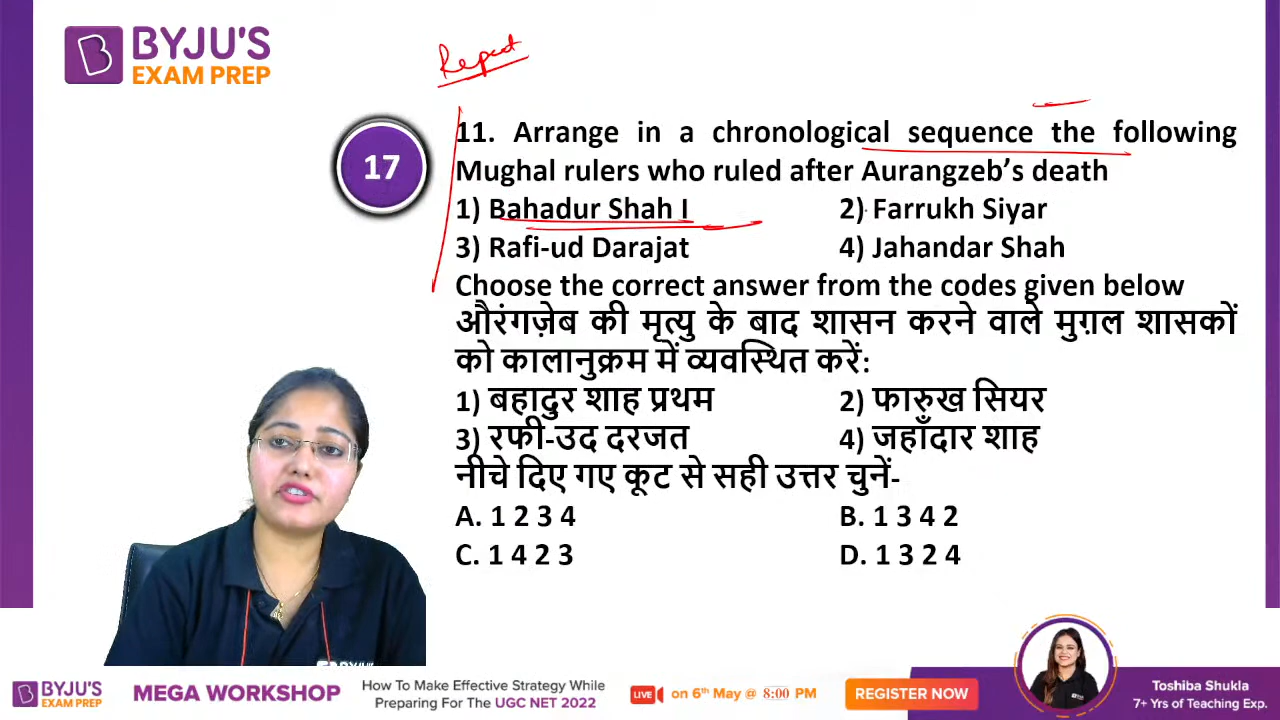 BYJU'S
EXAM PREP
Repeat
17
11. Arrange in a chronological sequence the following
Mughal rulers who ruled after Aurangzeb's death
1) Bahadur Shah I 2) Farrukh Siyar
3) Rafi-ud Darajat 4) Jahandar Shah
Choose the correct answer from the codes given below
औरंगज़ेब की मृत्यु के बाद शासन करने वाले मुग़ल शासकों
को कालानुक्रम में व्यवस्थित करें:
1) बहादुर शाह प्रथम 2) फारुख सियर
3) रफी-उद दरजत 4) जहाँदार शाह
नीचे दिए गए कूट से सही उत्तर चुनें-
A. 1 2 3 4 B. 1 3 4 2
C. 1 4 2 3 D. 1 3 2 4
BYJU'S
EXAM PREP
MEGA WORKSHOP
How To Make Effective Strategy While
Preparing For The UGC NET 2022
LIVE on 6th May @ 8:00 PM
REGISTER NOW
Toshiba Shukla
7+ Yrs of Teaching Exp.